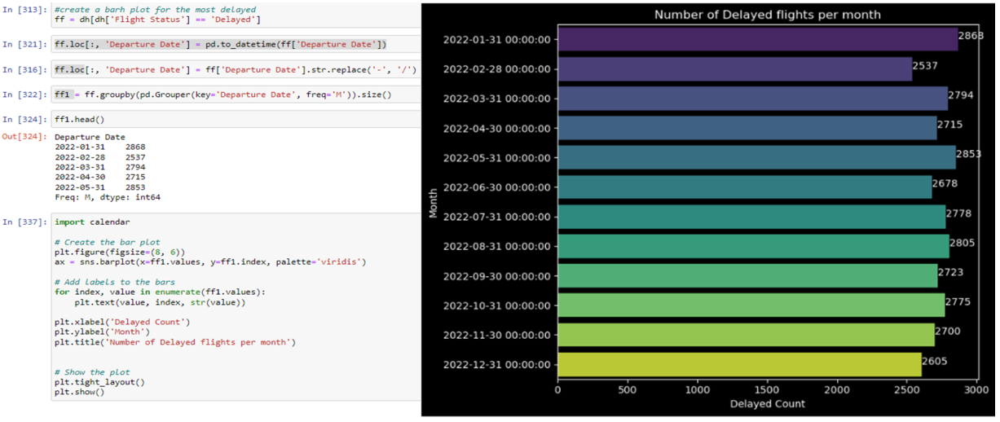 In [313]: #create a barh plot for the most delayed
ff = dh[dh['Flight Status'] == 'Delayed']
In [321]: ff.loc[:, 'Departure Date'] = pd.to_datetime(ff['Departure Date'])
In [316]: ff.loc[:, 'Departure Date'] = ff['Departure Date'].str.replace('-', '/')
In [322]: ff1 = ff.groupby(pd.Grouper(key='Departure Date', freq='M')).size()
In [324]: ff1.head()
Out[324]: Departure Date
2022-01-31 2868
2022-02-28 2537
2022-03-31 2794
2022-04-30 2715
2022-05-31 2853
Freq: M, dtype: int64
In [337]: import calendar
# Create the bar plot
plt.figure(figsize=(8, 6))
ax = sns.barplot(x=ff1.values, y=ff1.index, palette='viridis')
# Add labels to the bars
for index, value in enumerate(ff1.values):
plt.text(value, index, str(value))
plt.xlabel('Delayed Count')
plt.ylabel('Month')
plt.title('Number of Delayed flights per month')
# Show the plot
plt.tight_layout()
plt.show()
Number of Delayed flights per month
2022-01-31 00:00:00 2868
2022-02-28 00:00:00 2537
2022-03-31 00:00:00 2794
2022-04-30 00:00:00 2715
2022-05-31 00:00:00 2853
2022-06-30 00:00:00 2678
2022-07-31 00:00:00 2778
2022-08-31 00:00:00 2805
2022-09-30 00:00:00 2723
2022-10-31 00:00:00 2775
2022-11-30 00:00:00 2700
2022-12-31 00:00:00 2605
Month
0 500 1000 1500 2000 2500 3000
Delayed Count